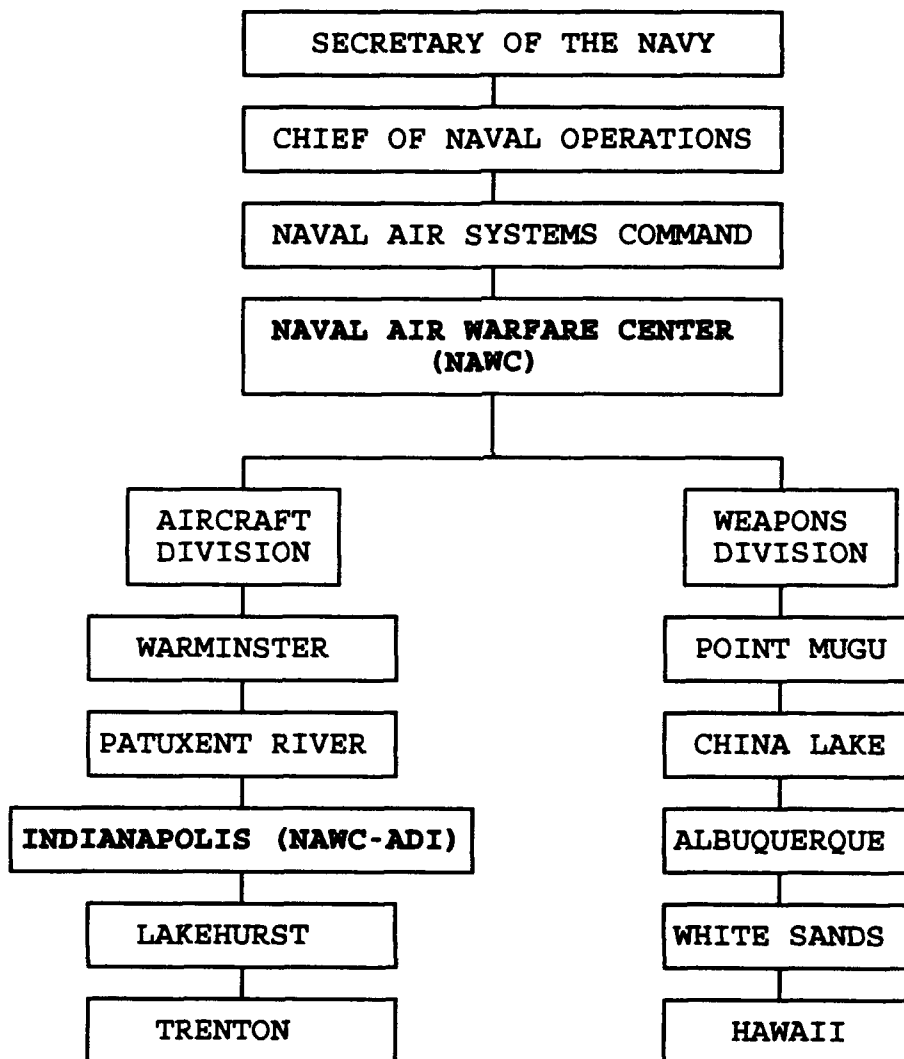 SECRETARY OF THE NAVY
CHIEF OF NAVAL OPERATIONS
NAVAL AIR SYSTEMS COMMAND
NAVAL AIR WARFARE CENTER
(NAWC)
AIRCRAFT
DIVISION
WARMINSTER
PATUXENT RIVER
INDIANAPOLIS (NAWC-ADI)
LAKEHURST
TRENTON
WEAPONS
DIVISION
POINT MUGU
CHINA LAKE
ALBUQUERQUE
WHITE SANDS
HAWAII